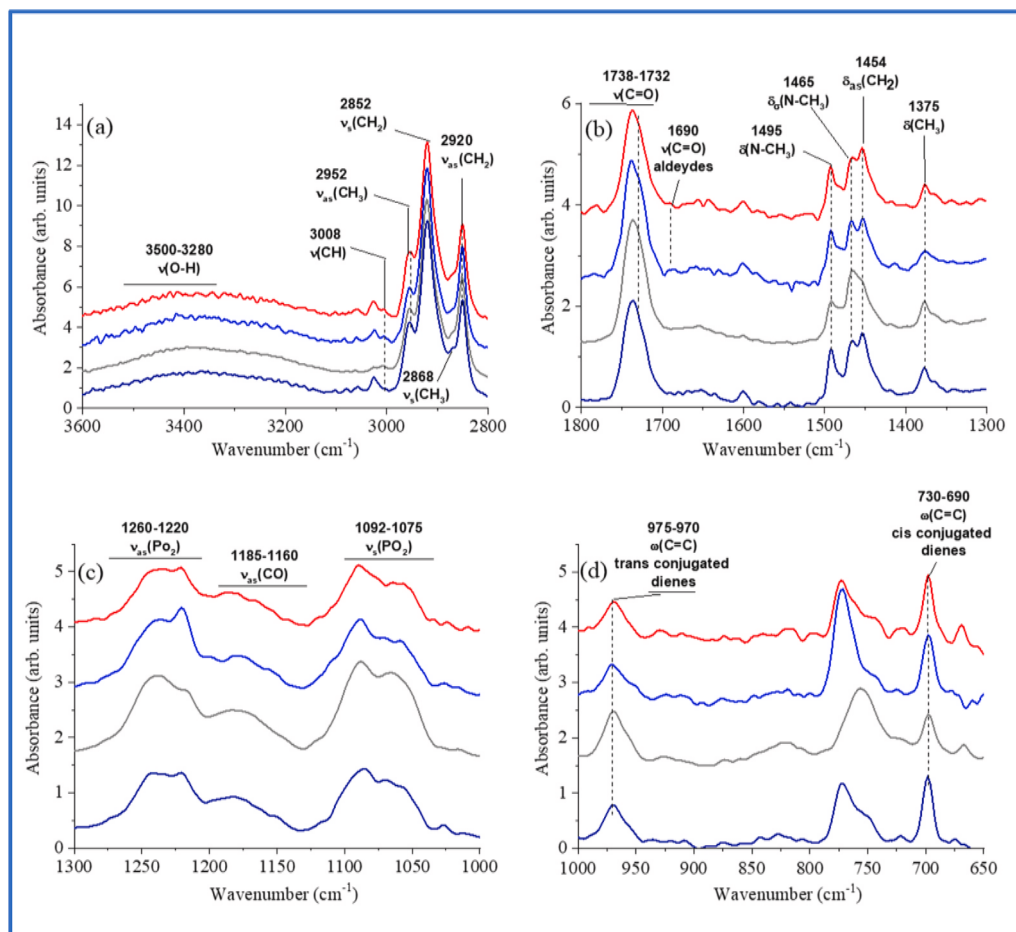 (a)
2852
νs(CH2)
2920
νas(CH2)
2952
νas(CH3)
3008
ν(CH)
3500-3280
ν(O-H)
2868
νs(CH3)
Absorbance (arb. units)
14
12
10
8
6
4
2
0
3600 3400 3200 3000 2800
Wavenumber (cm-1)
(b)
1738-1732
ν(C=O)
1690
ν(C=O)
aldeydes
1495
δ(N-CH3)
1465
δα(N-CH3)
1454
δas(CH2)
1375
δ(CH3)
Absorbance (arb. units)
6
4
2
0
1800 1700 1600 1500 1400 1300
Wavenumber (cm-1)
(c)
1260-1220
νas(Po2)
1185-1160
νas(CO)
1092-1075
νs(PO2)
Absorbance (arb. units)
5
4
3
2
1
0
1300 1250 1200 1150 1100 1050 1000
Wavenumber (cm-1)
(d)
975-970
ω(C=C)
trans conjugated
dienes
730-690
ω(C=C)
cis conjugated
dienes
Absorbance (arb. units)
5
4
3
2
1
0
1000 950 900 850 800 750 700 650
Wavenumber (cm-1)